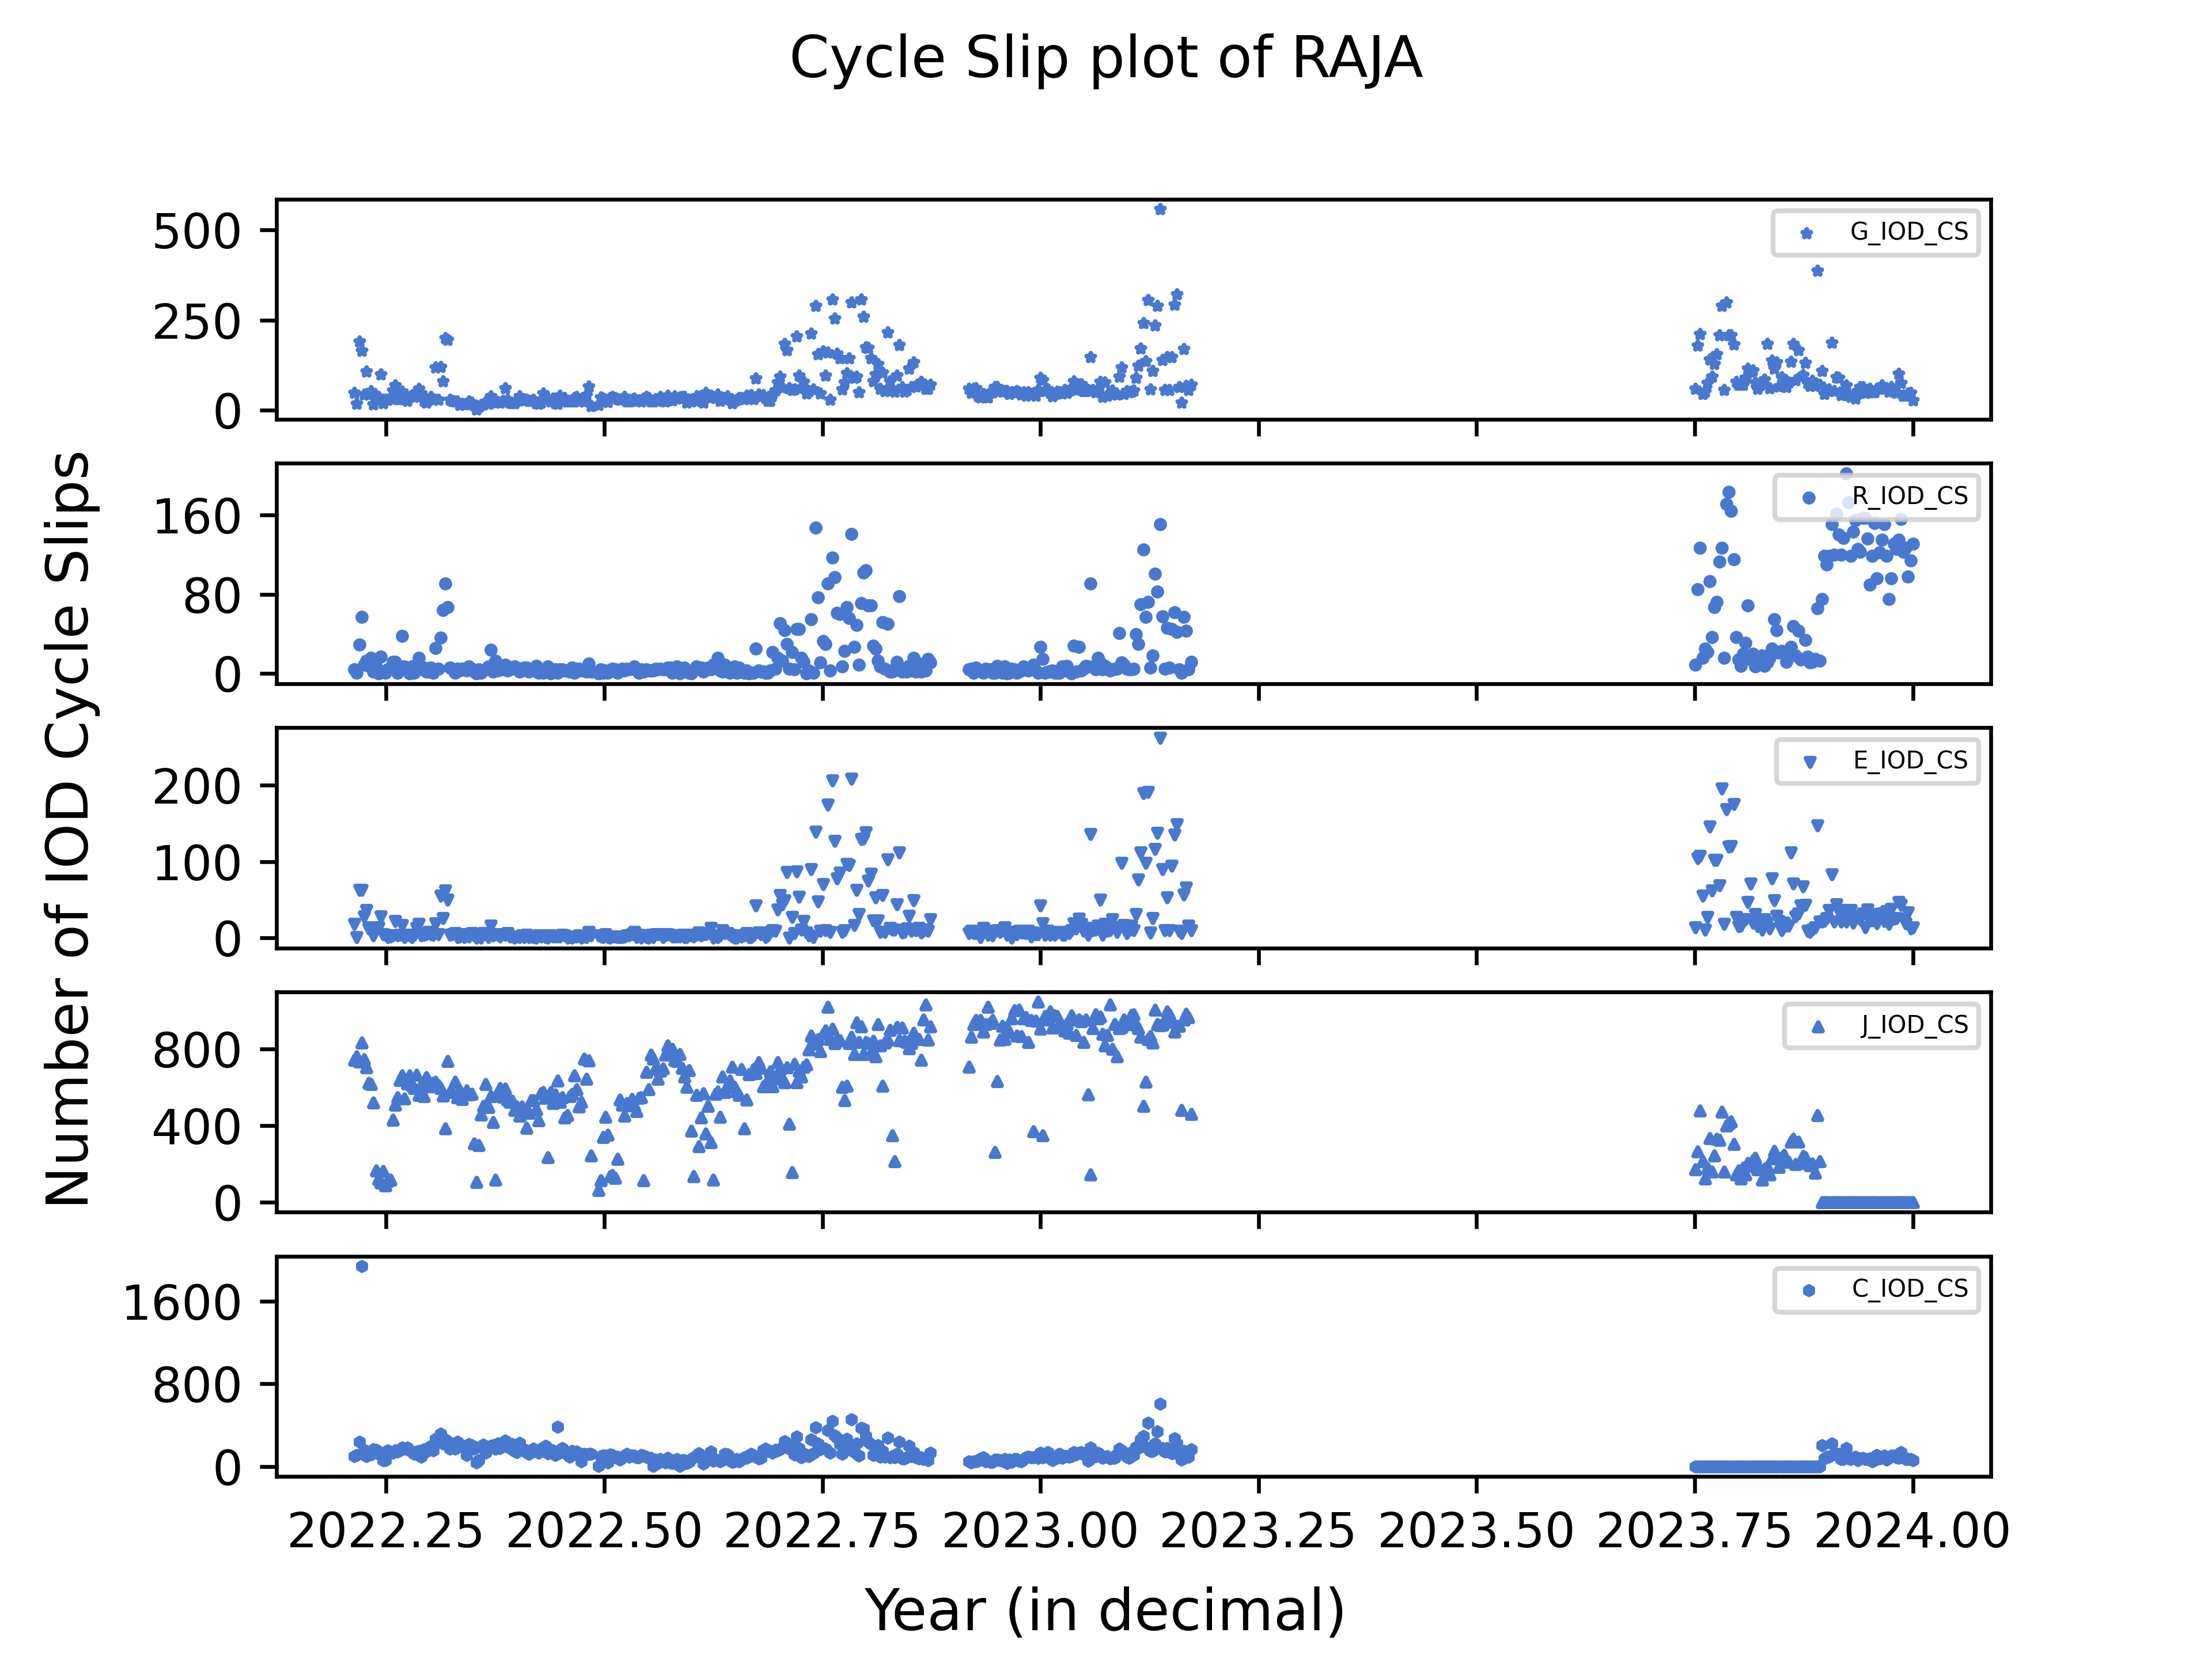 Cycle Slip plot of RAJA
Number of IOD Cycle Slips
500
250
0
G_IOD_CS
160
80
0
R_IOD_CS
200
100
0
E_IOD_CS
800
400
0
J_IOD_CS
1600
800
0
C_IOD_CS
2022.25 2022.50 2022.75 2023.00 2023.25 2023.50 2023.75 2024.00
Year (in decimal)